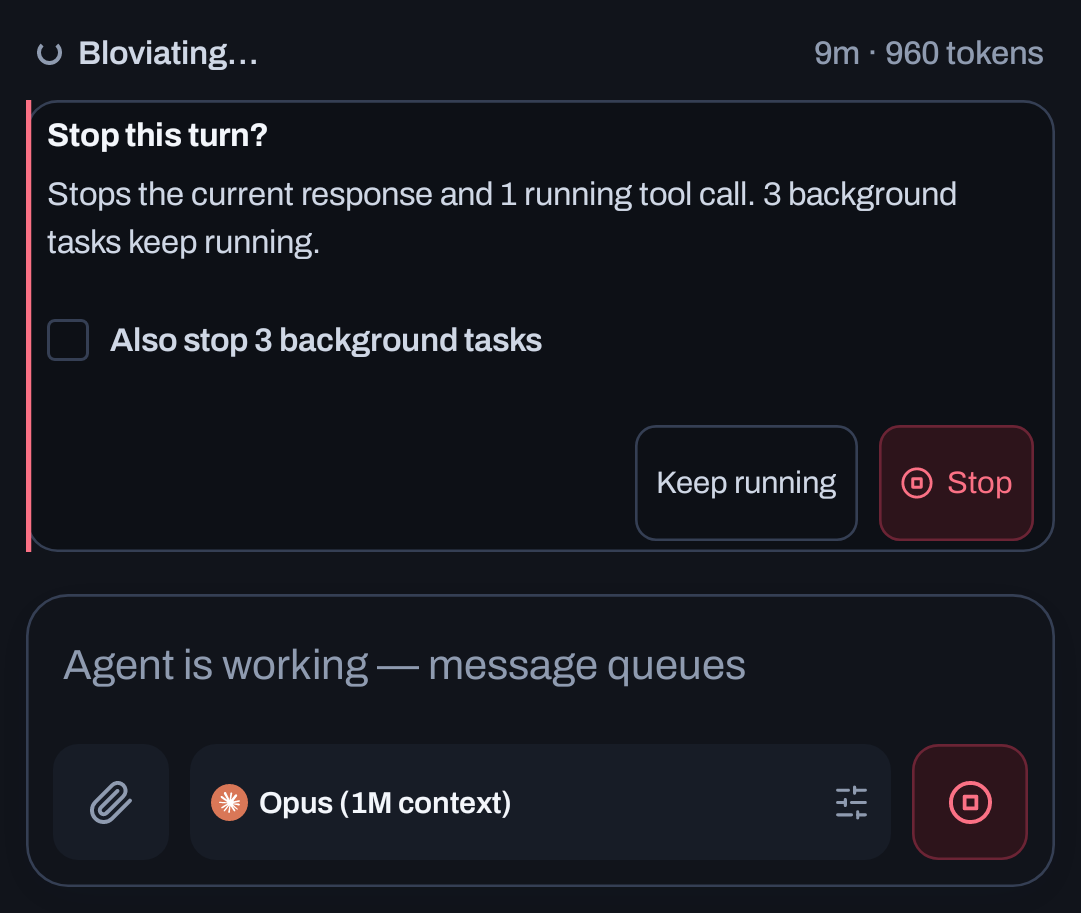 Bloviating...
9m · 960 tokens
Stop this turn?
Stops the current response and 1 running tool call. 3 background
tasks keep running.
Also stop 3 background tasks
Keep running
Stop
Agent is working — message queues
Opus (1M context)